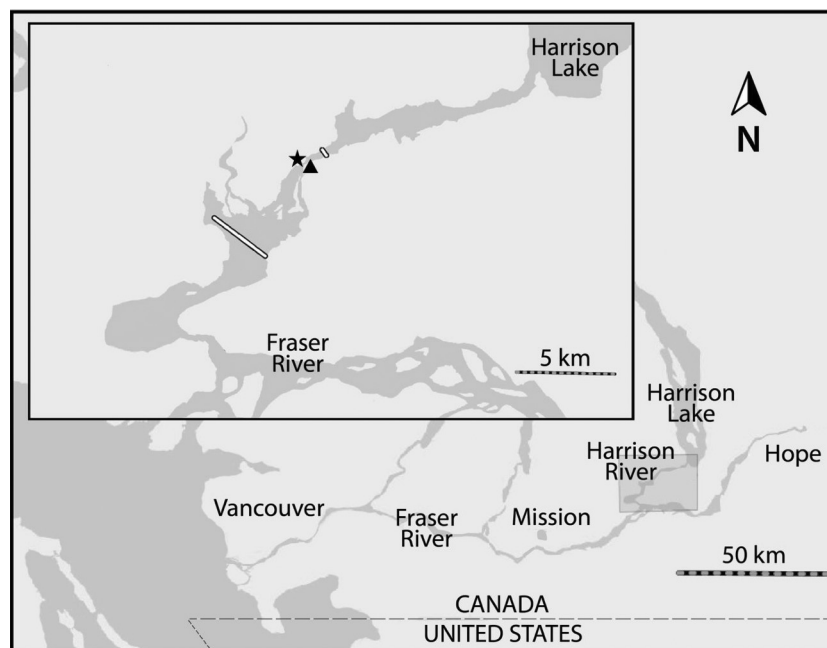 Harrison
Lake
N
Fraser
River
5 km
Harrison
Lake
Harrison
River
Hope
Vancouver
Fraser
River
Mission
50 km
CANADA
UNITED STATES